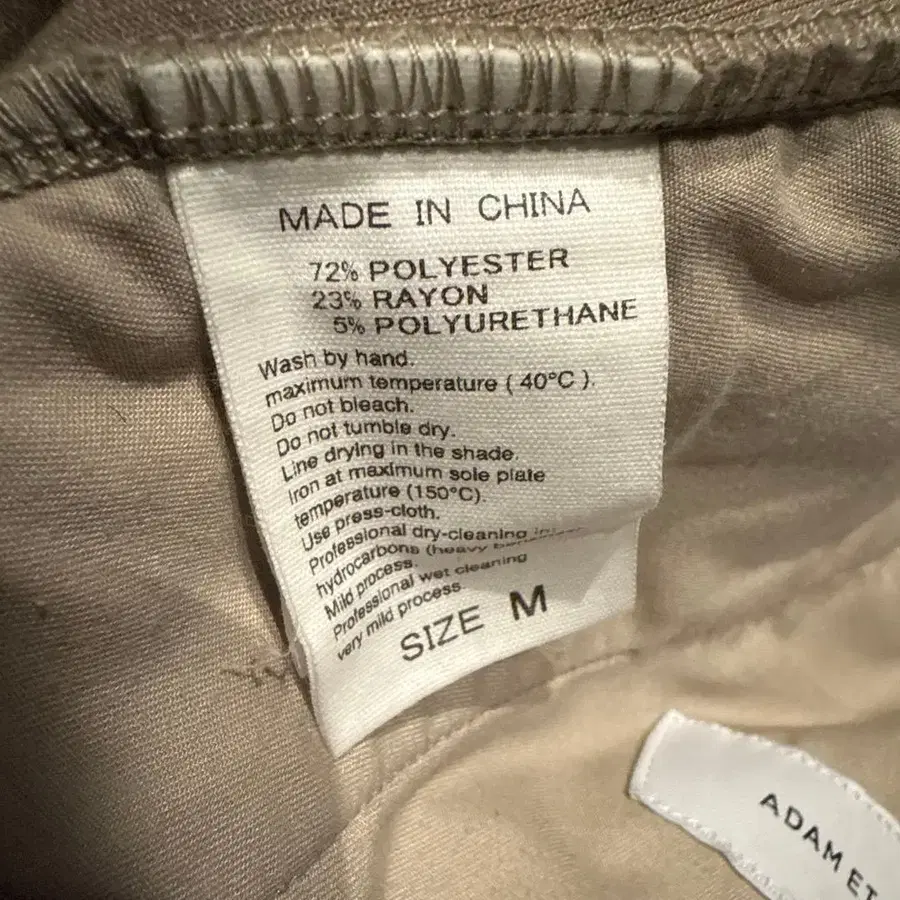 MADE IN CHINA
72% POLYESTER
23% RAYON
5% POLYURETHANE
Wash by hand.
maximum temperature ( 40°C ).
Do not bleach.
Do not tumble dry.
Line drying in the shade.
Iron at maximum sole plate
temperature (150°C).
Use press-cloth.
Professional dry-cleaning in
hydrocarbons (heavy
Mild process.
Professional wet cleaning
very mild process.
SIZE M
ADAM ET